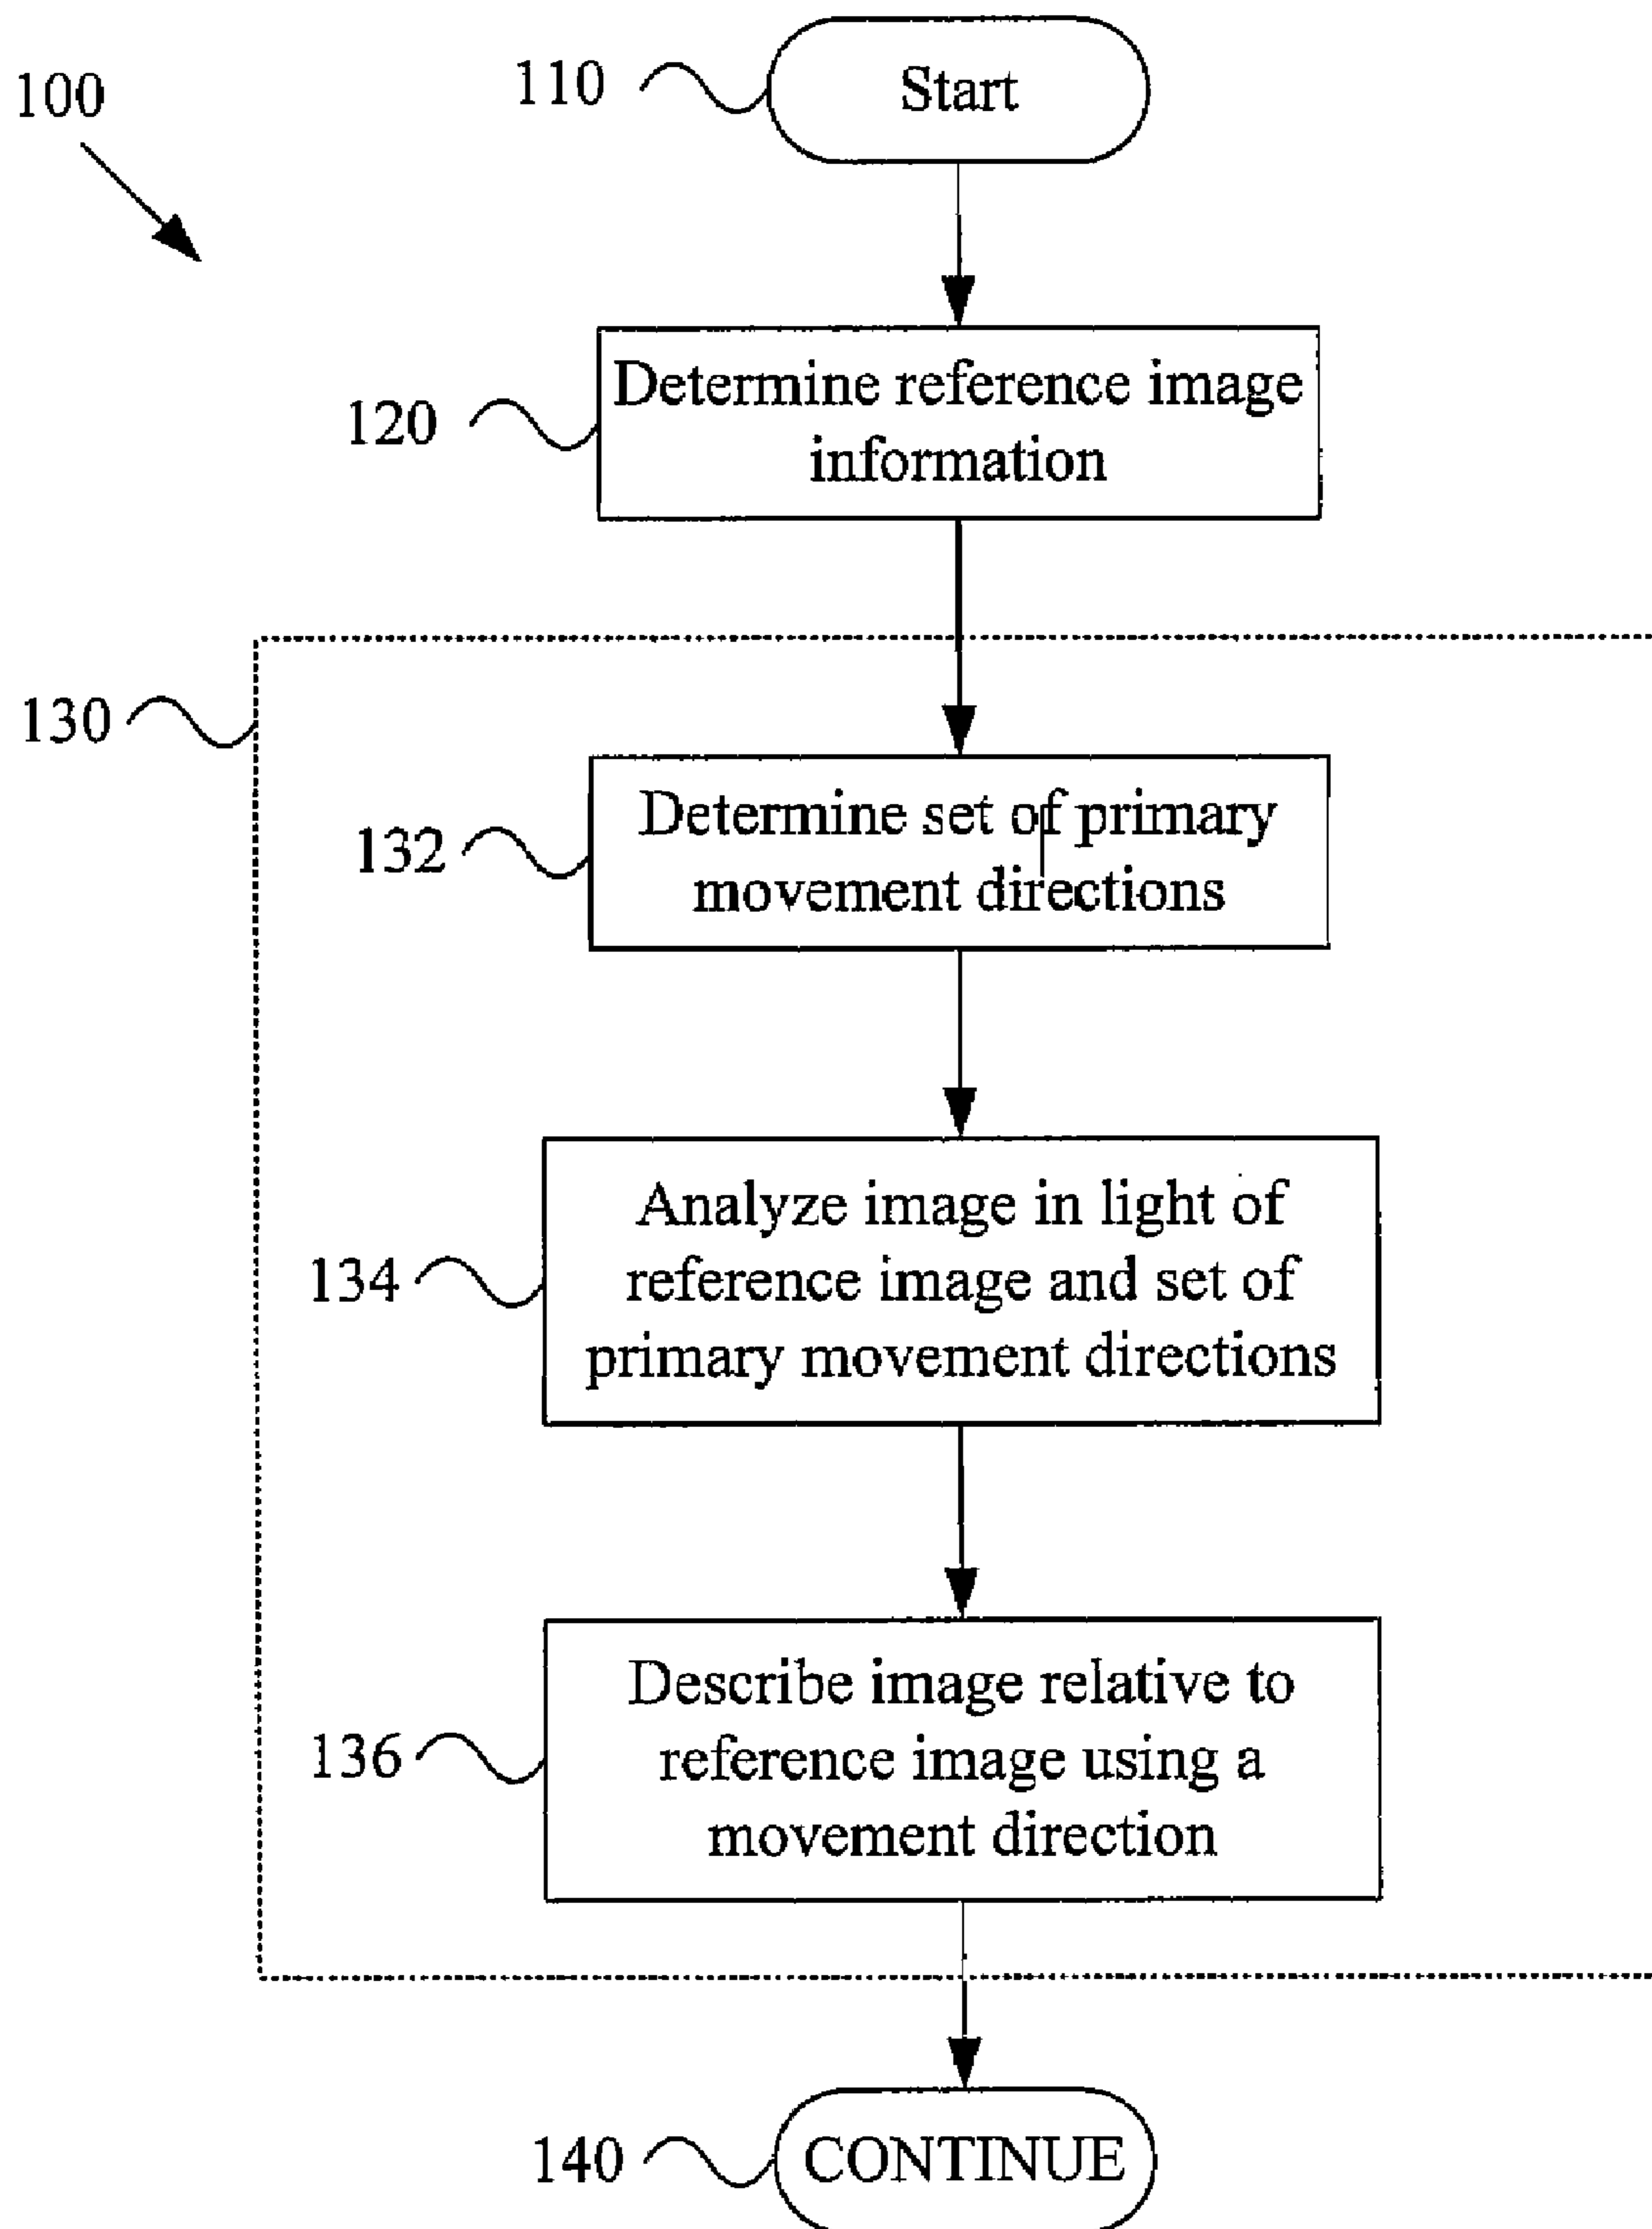 100
110
Start
120
Determine reference image
information
130
132
Determine set of primary
movement directions
134
Analyze image in light of
reference image and set of
primary movement directions
136
Describe image relative to
reference image using a
movement direction
140
CONTINUE